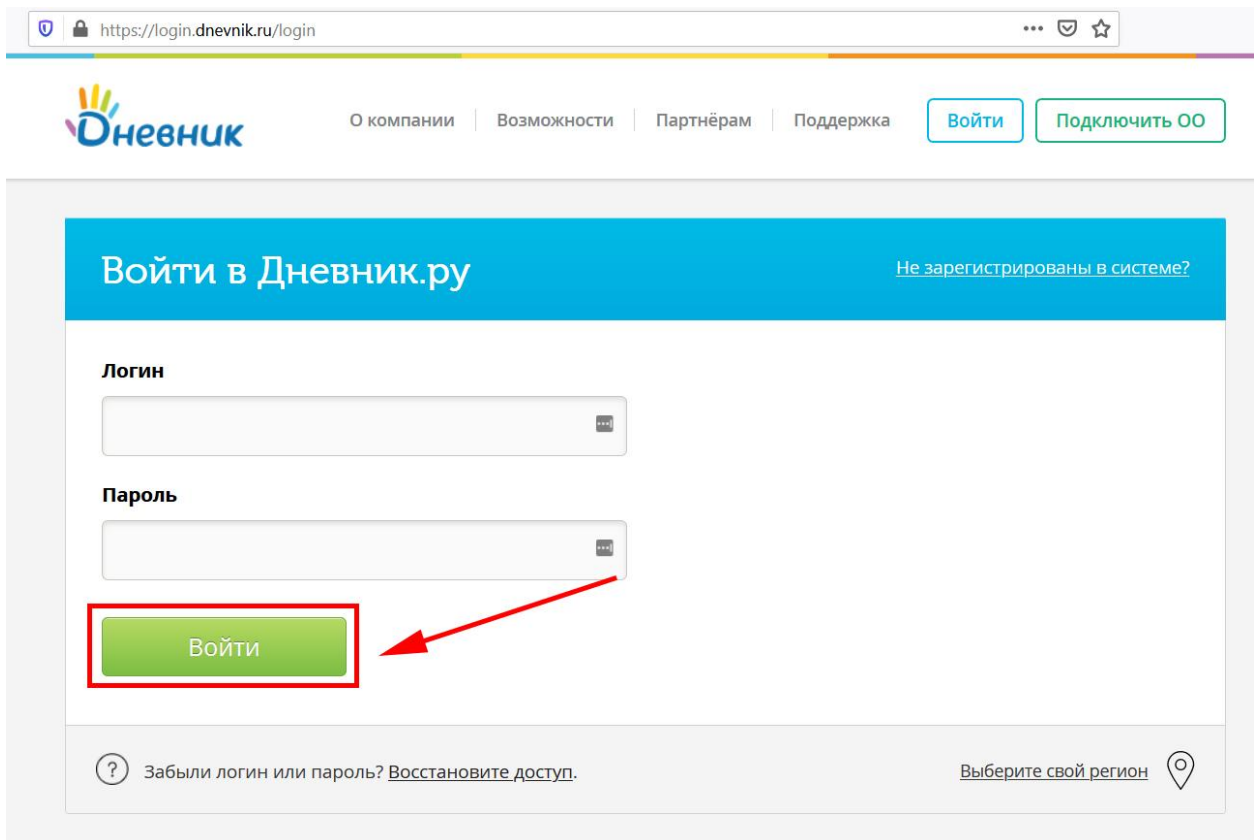 https://login.dnevnik.ru/login
Дневник
О компании
Возможности
Партнёрам
Поддержка
Войти
Подключить ОО
Войти в Дневник.ру
Не зарегистрированы в системе?
Логин
Пароль
Войти
? Забыли логин или пароль? Восстановите доступ.
Выберите свой регион